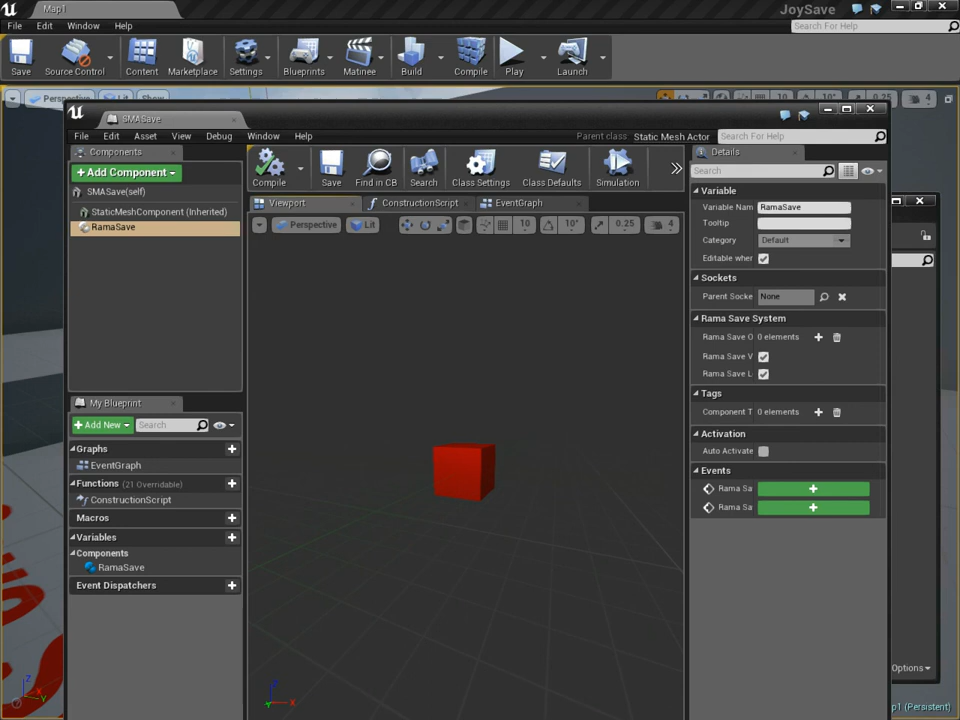 Map1
JoySave
File Edit Window Help
Search For Help
Save Source Control Content Marketplace Settings Blueprints Matinee Build Compile Play Launch
Perspective Lit Show 10 10° 0.25 4
SMASave
File Edit Asset View Debug Window Help
Parent class: Static Mesh Actor
Search For Help
Components
+ Add Component
SMASave(self)
StaticMeshComponent (Inherited)
RamaSave
Compile Save Find in CB Search Class Settings Class Defaults Simulation
Viewport ConstructionScript EventGraph
Perspective Lit 10 10° 0.25 4
Details
Search
Variable
Variable Nam RamaSave
Tooltip
Category Default
Editable wher
Sockets
Parent Socke None
Rama Save System
Rama Save O 0 elements
Rama Save V
Rama Save L
Tags
Component T 0 elements
Activation
Auto Activate
Events
Rama Sa +
Rama Sa +
My Blueprint
+ Add New Search
Graphs
EventGraph
Functions (21 Overridable)
ConstructionScript
Macros
Variables
Components
RamaSave
Event Dispatchers
Z
X
Z
X
Y
Options
p1 (Persistent)